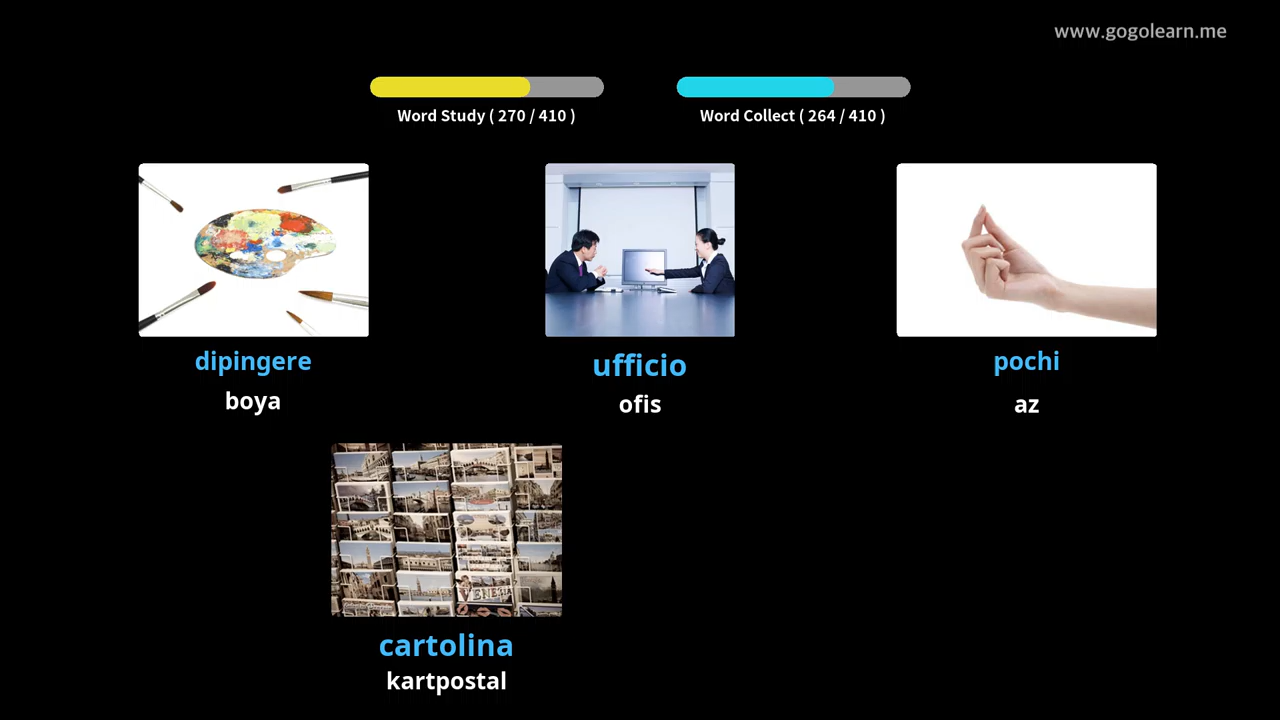 www.gogolearn.me
Word Study ( 270 / 410 )
Word Collect ( 264 / 410 )
dipingere
boya
ufficio
ofis
pochi
az
cartolina
kartpostal